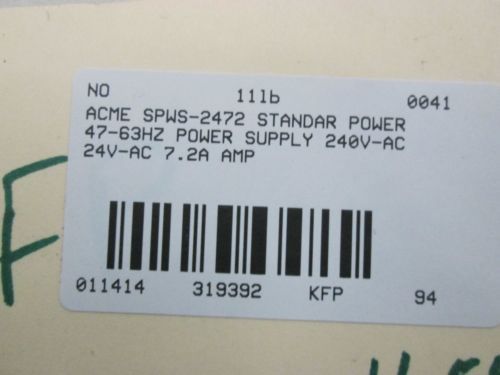 NO 11lb 0041
ACME SPWS-2472 STANDAR POWER
47-63HZ POWER SUPPLY 240V-AC
24V-AC 7.2A AMP
011414 319392 KFP 94
F